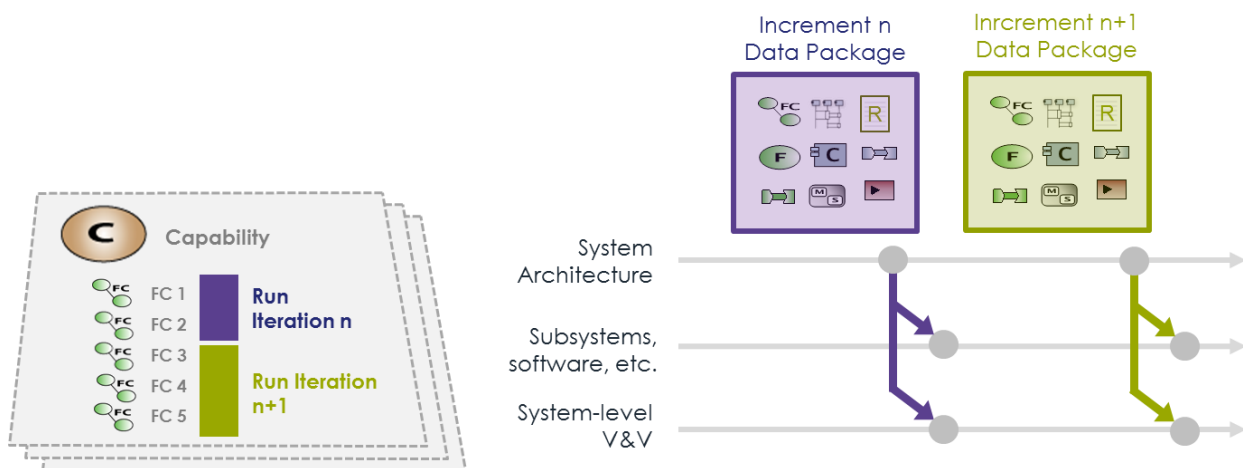 Increment n
Data Package
Inrcrement n+1
Data Package
FC
R
F
C
M
S
FC
R
F
C
M
S
C
Capability
FC
FC 1
FC
FC 2
FC
FC 3
FC
FC 4
FC
FC 5
Run
Iteration n
Run Iteration
n+1
System
Architecture
Subsystems,
software, etc.
System-level
V&V